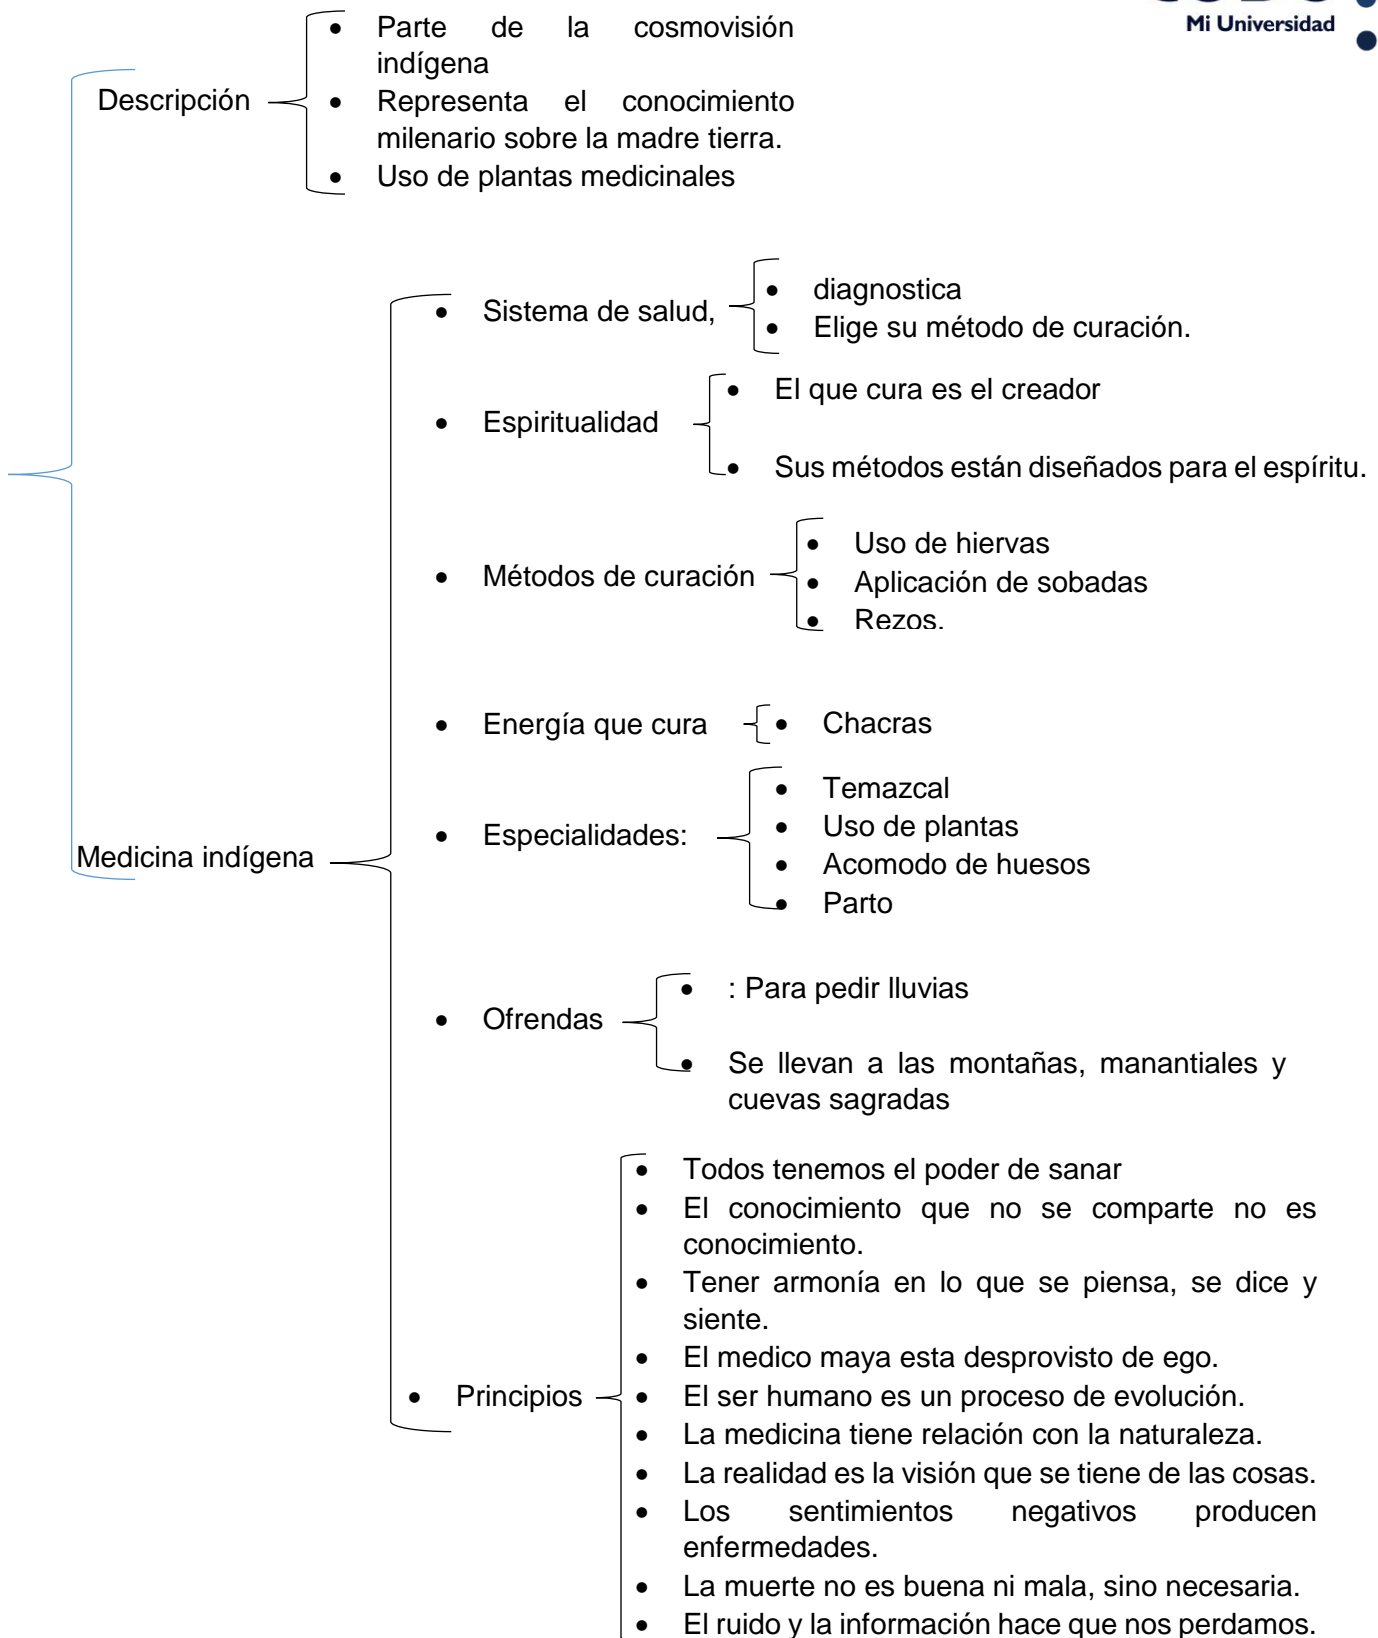 Mi Universidad
Parte de la cosmovisión
indígena
Descripción
Representa el conocimiento
milenario sobre la madre tierra.
Uso de plantas medicinales
diagnostica
Sistema de salud,
Elige su método de curación.
El que cura es el creador
Espiritualidad
Sus métodos están diseñados para el espíritu.
Uso de hiervas
Métodos de curación
Aplicación de sobadas
Rezos.
Energía que cura
Chacras
Temazcal
Uso de plantas
Especialidades:
Medicina indígena
Acomodo de huesos
Parto
: Para pedir lluvias
Ofrendas
Se llevan a las montañas, manantiales y
cuevas sagradas
Todos tenemos el poder de sanar
El conocimiento que no se comparte no es
conocimiento.
Tener armonía en lo que se piensa, se dice y
siente.
El medico maya esta desprovisto de ego.
Principios
El ser humano es un proceso de evolución.
La medicina tiene relación con la naturaleza.
La realidad es la visión que se tiene de las cosas.
Los sentimientos negativos producen
enfermedades.
La muerte no es buena ni mala, sino necesaria.
El ruido y la información hace que nos perdamos.